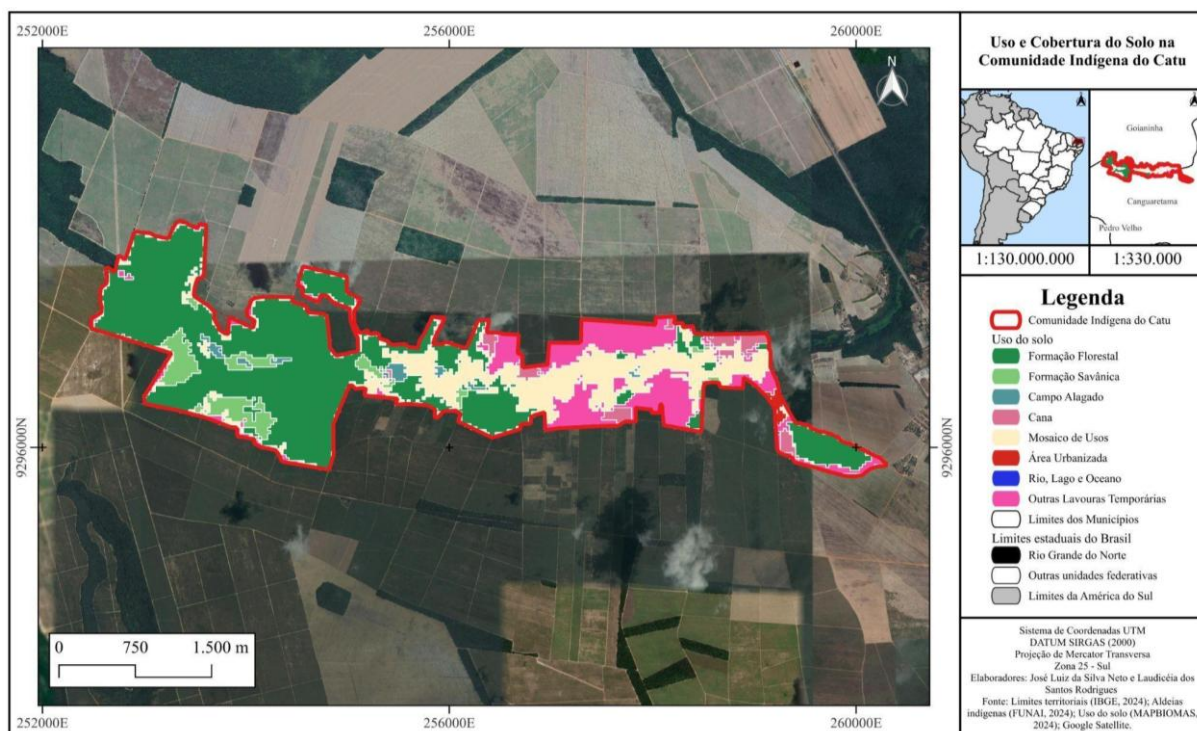 252000E
256000E
260000E
9296000N
9296000N
N
0
750
1.500 m
252000E
256000E
260000E
Uso e Cobertura do Solo na
Comunidade Indígena do Catu
Goianinha
Canguaretama
Pedro Velho
1:130.000.000
1:330.000
Legenda
Comunidade Indígena do Catu
Uso do solo
Formação Florestal
Formação Savânica
Campo Alagado
Cana
Mosaico de Usos
Área Urbanizada
Rio, Lago e Oceano
Outras Lavouras Temporárias
Limites dos Municípios
Limites estaduais do Brasil
Rio Grande do Norte
Outras unidades federativas
Limites da América do Sul
Sistema de Coordenadas UTM
DATUM SIRGAS (2000)
Projeção de Mercator Transversa
Zona 25 - Sul
Elaboradores: José Luiz da Silva Neto e Laudicéia dos
Santos Rodrigues
Fonte: Limites territoriais (IBGE, 2024); Aldeias
indígenas (FUNAI, 2024); Uso do solo (MAPBIOMAS,
2024); Google Satellite.